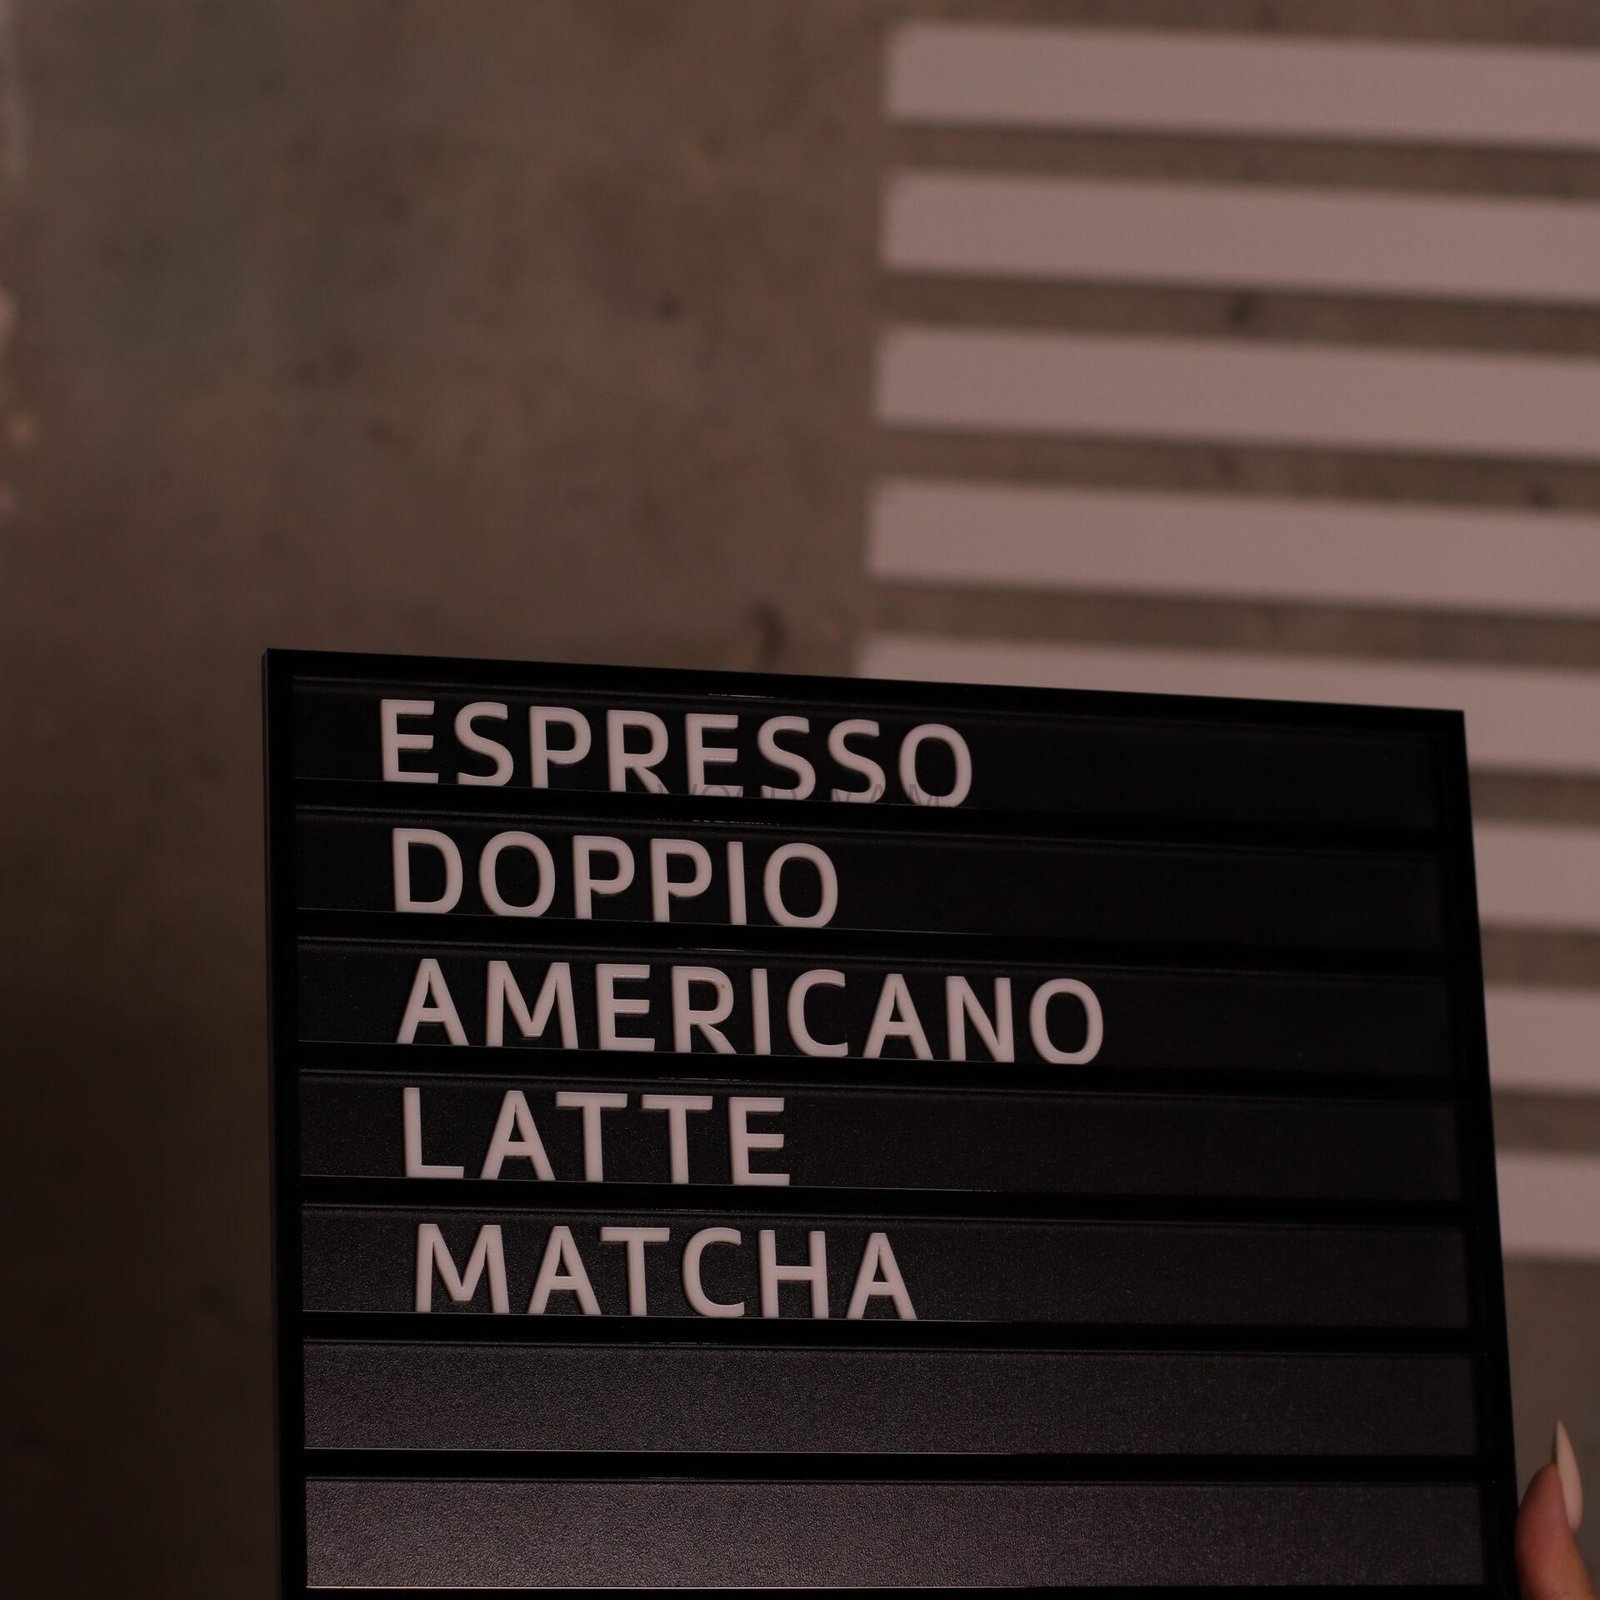 ESPRESSO
DOPPIO
AMERICANO
LATTE
MATCHA